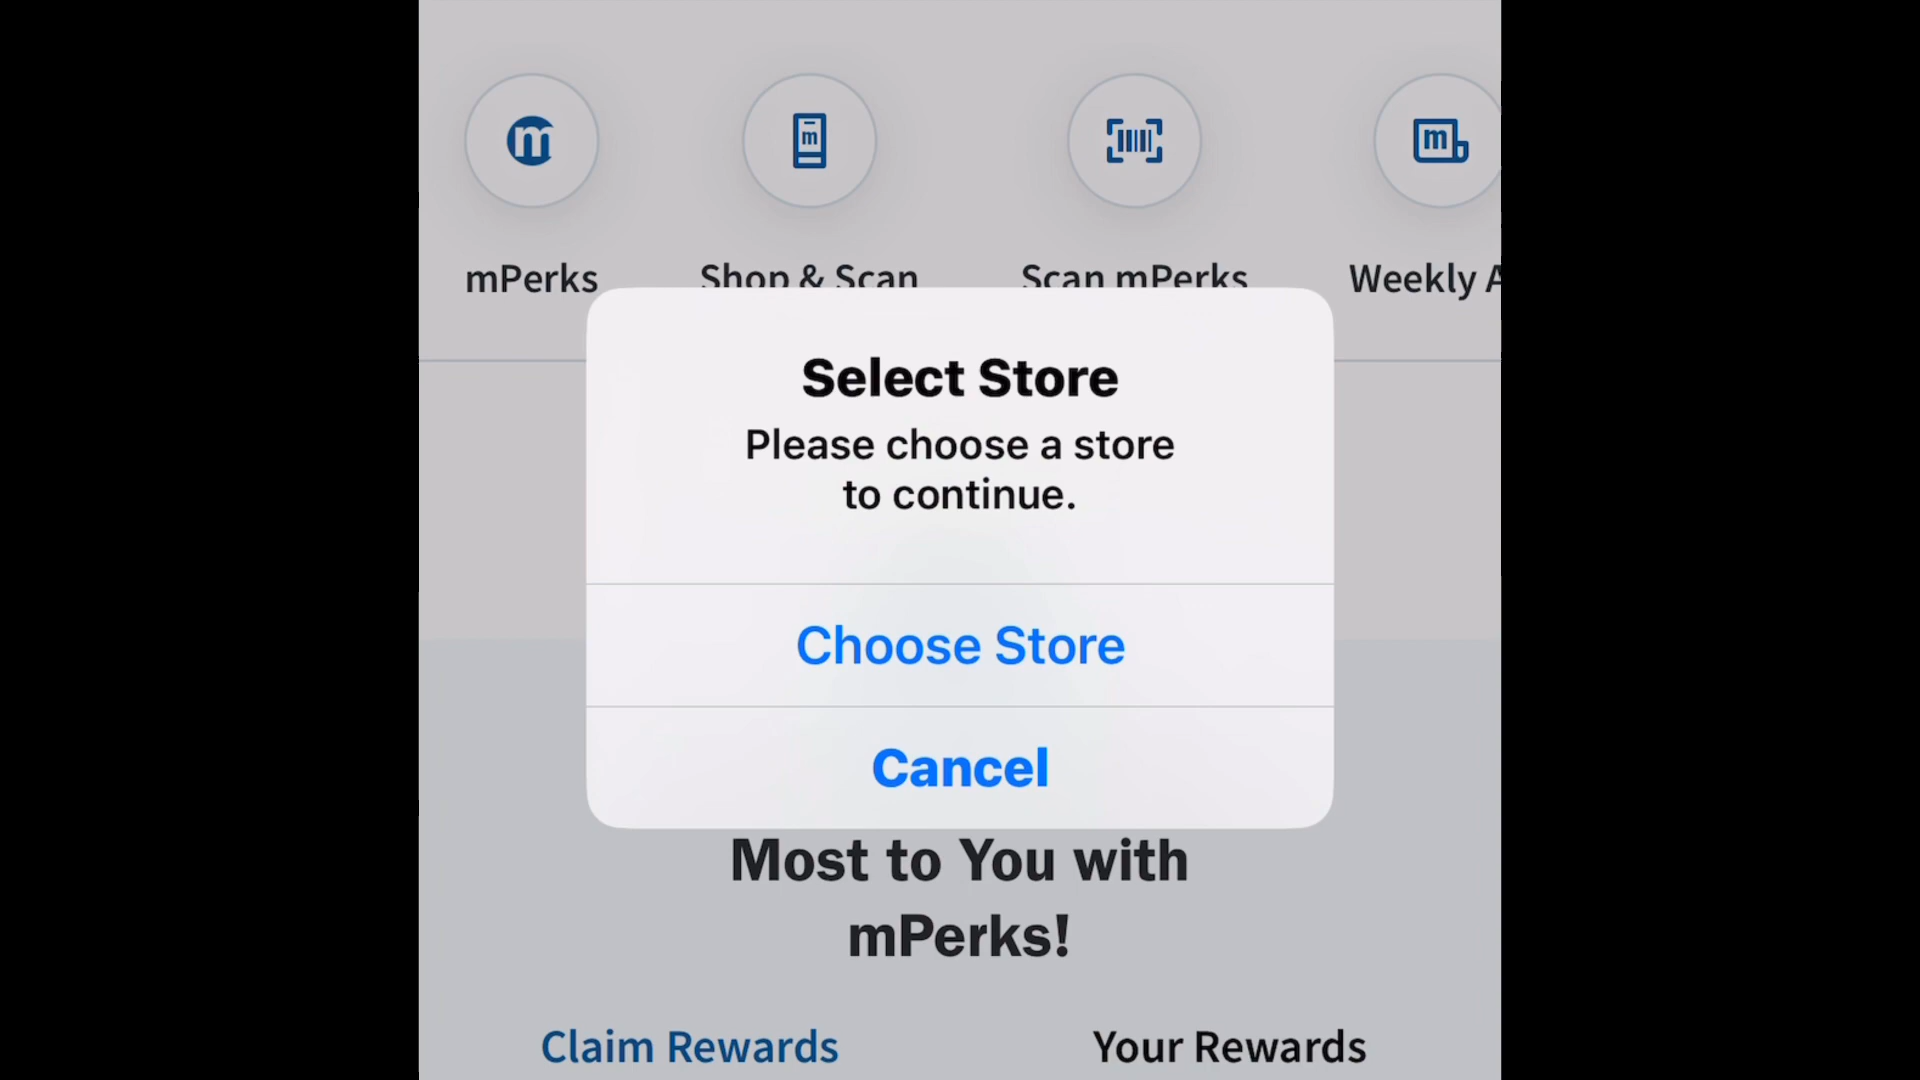 mPerks
Shop & Scan
Scan mPerks
Weekly A
Select Store
Please choose a store
to continue.
Choose Store
Cancel
Most to You with
mPerks!
Claim Rewards
Your Rewards